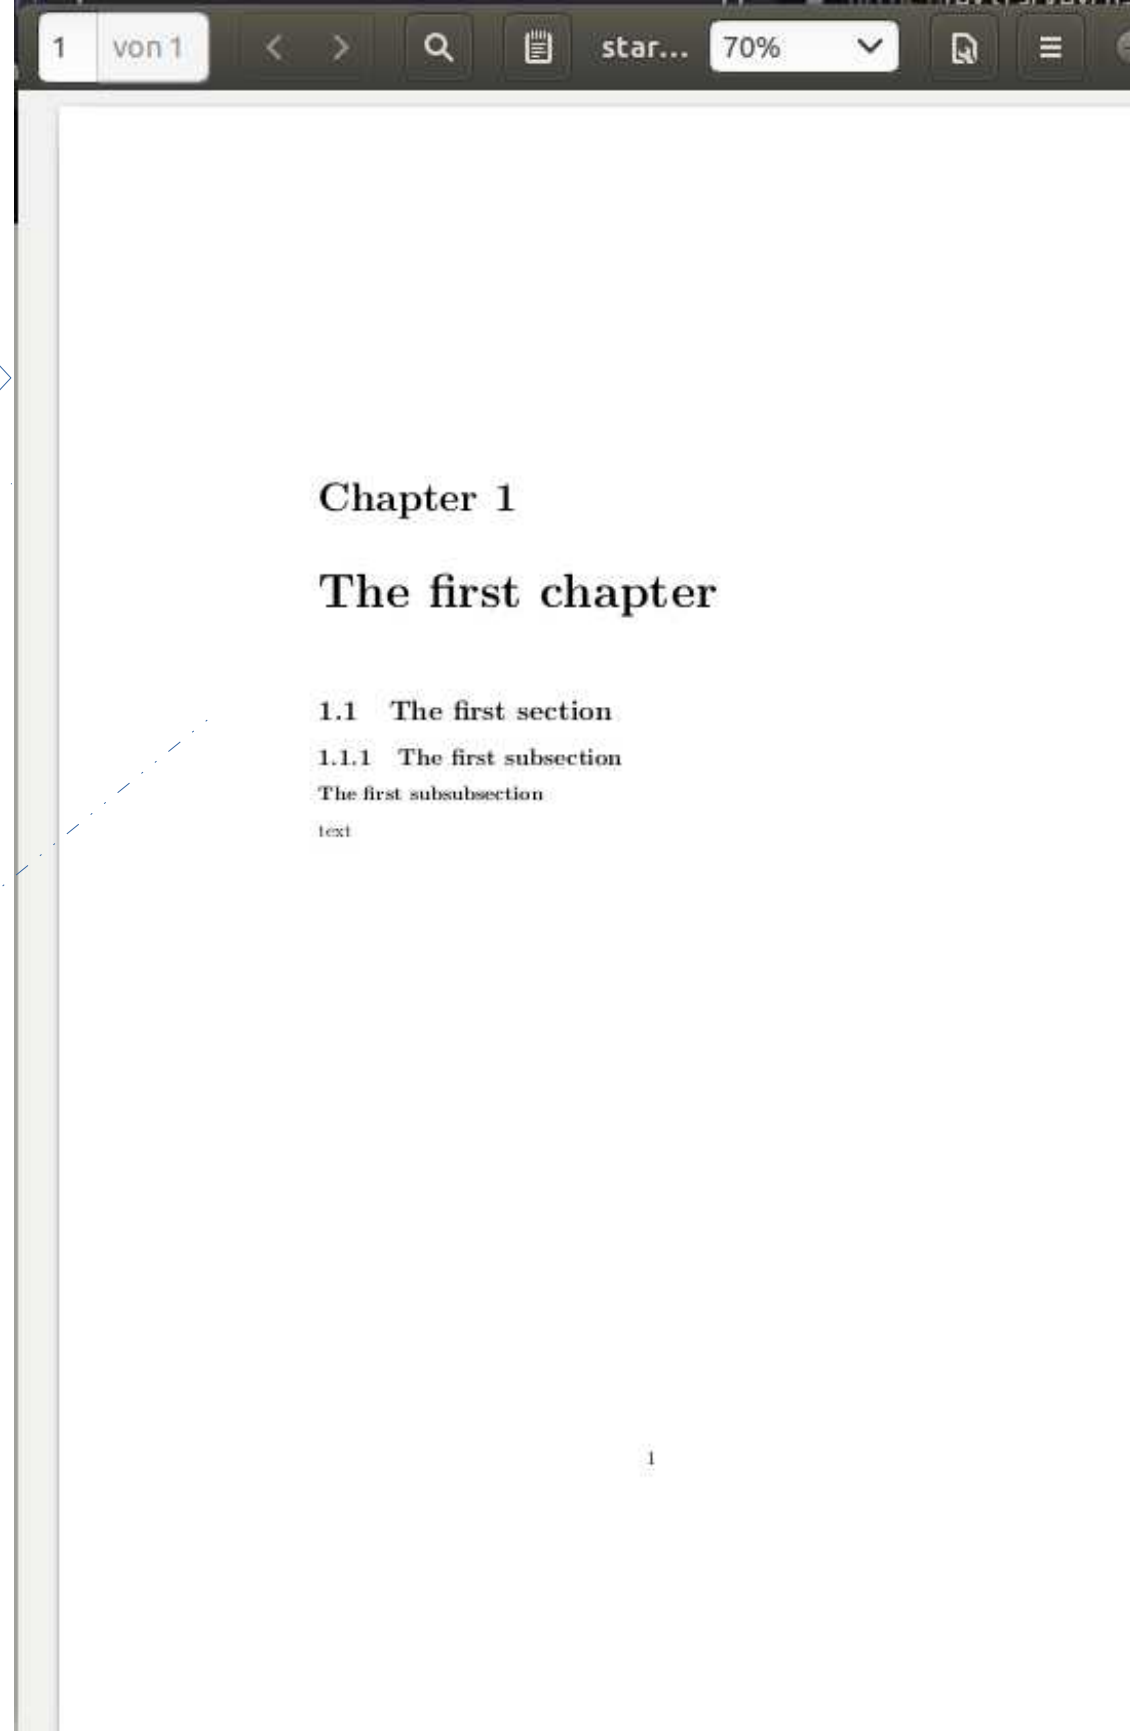 1 von 1 star... 70%
Chapter 1
The first chapter
1.1 The first section
1.1.1 The first subsection
The first subsubsection
text
1